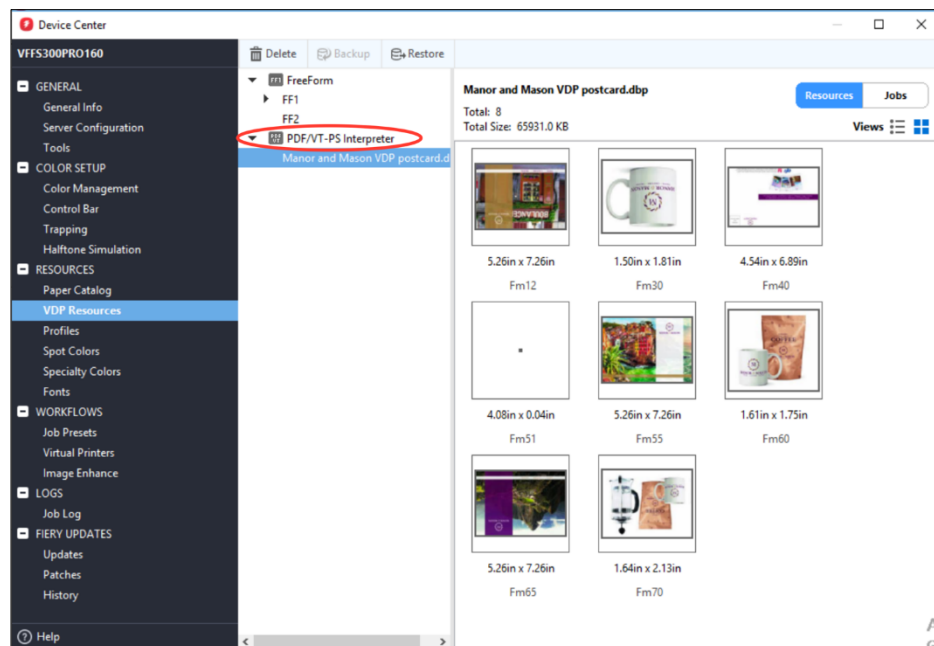 Device Center
VFFS300PRO160
GENERAL
General Info
Server Configuration
Tools
COLOR SETUP
Color Management
Control Bar
Trapping
Halftone Simulation
RESOURCES
Paper Catalog
VDP Resources
Profiles
Spot Colors
Specialty Colors
Fonts
WORKFLOWS
Job Presets
Virtual Printers
Image Enhance
LOGS
Job Log
FIERY UPDATES
Updates
Patches
History
Help
Delete Backup Restore
FreeForm
FF1
FF2
PDF/VT-PS Interpreter
Manor and Mason VDP postcard.d
Manor and Mason VDP postcard.dbp
Resources Jobs
Total: 8
Total Size: 65931.0 KB
Views
5.26in x 7.26in 1.50in x 1.81in 4.54in x 6.89in
Fm12 Fm30 Fm40
4.08in x 0.04in 5.26in x 7.26in 1.61in x 1.75in
Fm51 Fm55 Fm60
5.26in x 7.26in 1.64in x 2.13in
Fm65 Fm70